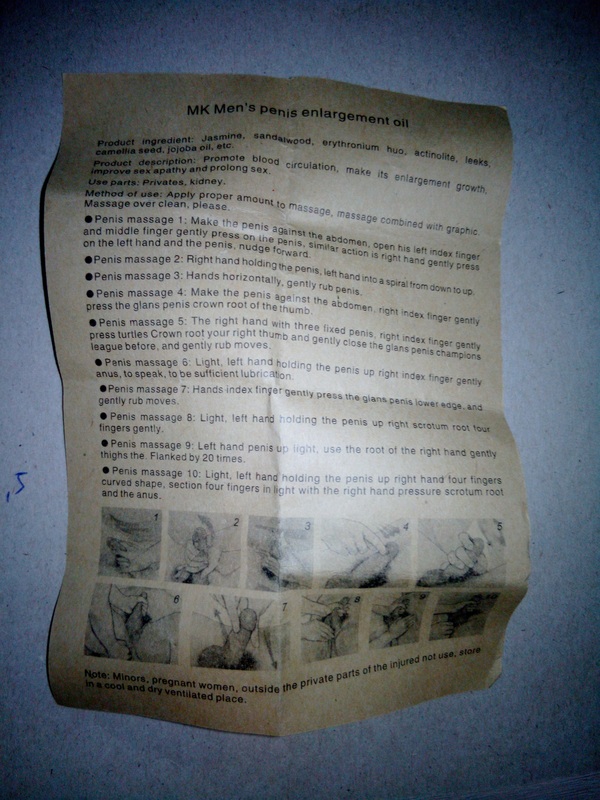 MK Men's penis enlargement oil
Product ingredient: Jasmine, sandalwood, erythronium huo, actinolite, leeks,
camellia seed, jojoba oil, etc.
Product description: Promote blood circulation, make its enlargement growth,
improve sex apathy and prolong sex.
Use parts: Privates, kidney.
Method of use: Apply proper amount to massage, massage combined with graphic.
Massage over clean, please.
● Penis massage 1: Make the penis against the abdomen, open his left index finger
and middle finger gently press on the penis, similar action is right hand gently press
on the left hand and the penis, nudge forward.
● Penis massage 2: Right hand holding the penis, left hand into a spiral from down to up.
● Penis massage 3: Hands horizontally, gently rub penis.
● Penis massage 4: Make the penis against the abdomen, right index finger gently
press the glans penis crown root of the thumb.
● Penis massage 5: The right hand with three fixed penis, right index finger gently
press turtles Crown root your right thumb and gently close the glans penis champions
league before, and gently rub moves.
● Penis massage 6: Light, left hand holding the penis up right index finger gently
anus, to speak, to be sufficient lubrication.
● Penis massage 7: Hands index finger gently press the glans penis lower edge, and
gently rub moves.
● Penis massage 8: Light, left hand holding the penis up right scrotum root four
fingers gently.
● Penis massage 9: Left hand penis up light, use the root of the right hand gently
thighs the. Flanked by 20 times.
● Penis massage 10: Light, left hand holding the penis up right hand four fingers
curved shape, section four fingers in light with the right hand pressure scrotum root
and the anus.
1 2 3 4 5
6 7 8 9 10
Note: Minors, pregnant women, outside the private parts of the injured not use, store
in a cool and dry ventilated place.
,5